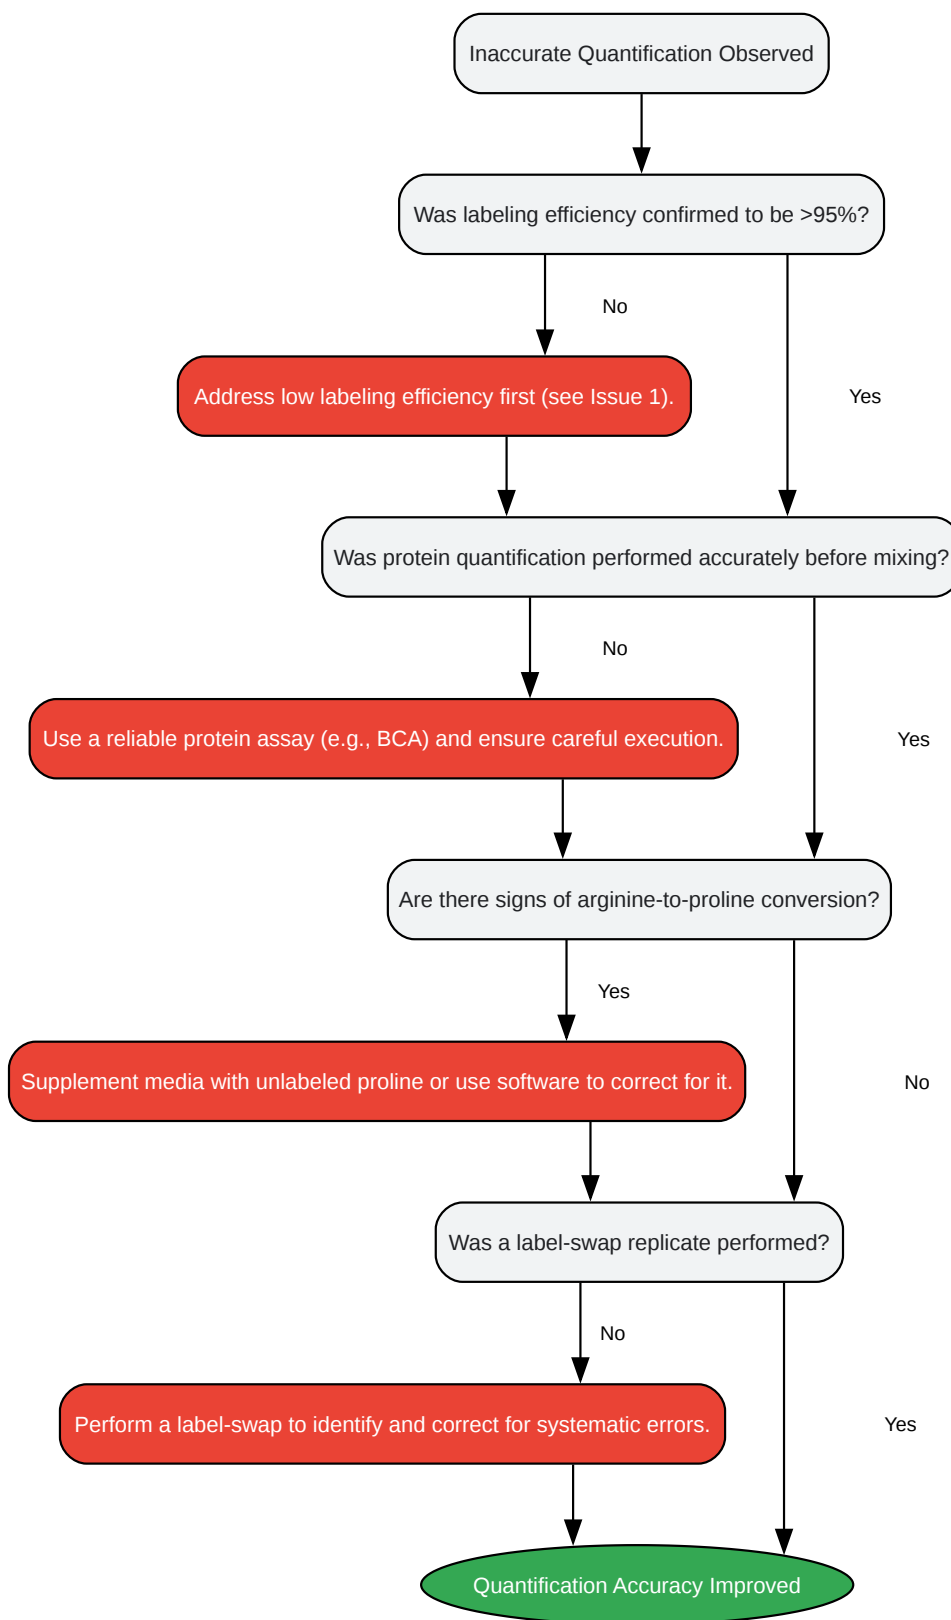 Inaccurate Quantification Observed
Was labeling efficiency confirmed to be >95%?
No
Address low labeling efficiency first (see Issue 1).
Yes
Was protein quantification performed accurately before mixing?
No
Use a reliable protein assay (e.g., BCA) and ensure careful execution.
Yes
Are there signs of arginine-to-proline conversion?
Yes
Supplement media with unlabeled proline or use software to correct for it.
No
Was a label-swap replicate performed?
No
Perform a label-swap to identify and correct for systematic errors.
Yes
Quantification Accuracy Improved